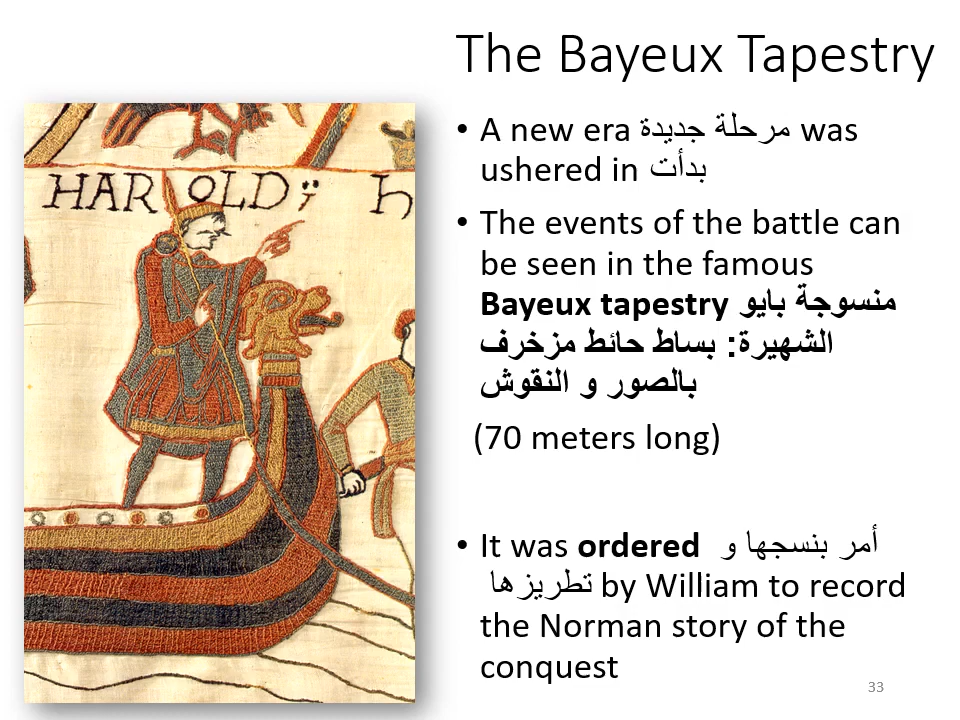 The Bayeux Tapestry
HAROLD
h
• A new era مرحلة جديدة was
ushered in بدأت
• The events of the battle can
be seen in the famous
Bayeux tapestry منسوجة بايو
الشهيرة: بساط حائط مزخرف
بالصور و النقوش
(70 meters long)
• It was ordered أمر بنسجها و
تطريزها by William to record
the Norman story of the
conquest
33